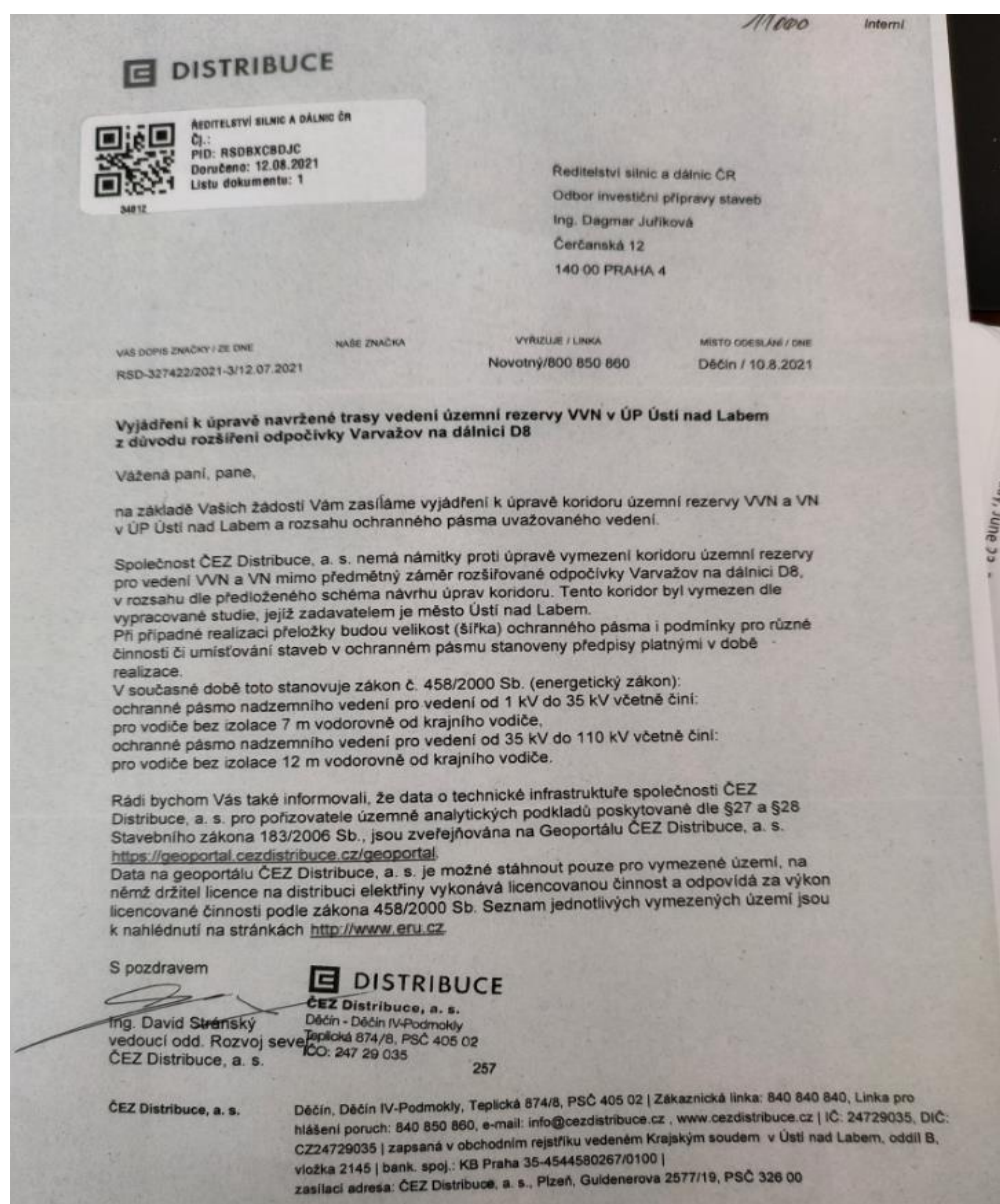 11000
Interní
DISTRIBUCE
ŘEDITELSTVÍ SILNIC A DÁLNIC ČR
Čj.:
PID: RSDBXCBDJC
Doručeno: 12.08.2021
Listu dokumentu: 1
34812
Ředitelství silnic a dálnic ČR
Odbor investiční přípravy staveb
Ing. Dagmar Juříková
Čerčanská 12
140 00 PRAHA 4
VÁŠ DOPIS ZNAČKY / ZE DNE
NAŠE ZNAČKA
VYŘIZUJE / LINKA
MÍSTO ODESLÁNÍ / DNE
RSD-327422/2021-3/12.07.2021
Novotný/800 850 860
Děčín / 10.8.2021
Vyjádření k úpravě navržené trasy vedení územní rezervy VVN v ÚP Ústí nad Labem
z důvodu rozšíření odpočívky Varvažov na dálnici D8
Vážená paní, pane,
na základě Vašich žádostí Vám zasíláme vyjádření k úpravě koridoru územní rezervy VVN a VN
v ÚP Ústí nad Labem a rozsahu ochranného pásma uvažovaného vedení.
Společnost ČEZ Distribuce, a. s. nemá námitky proti úpravě vymezení koridoru územní rezervy
pro vedení VVN a VN mimo předmětný záměr rozšiřované odpočívky Varvažov na dálnici D8,
v rozsahu dle předloženého schéma návrhu úprav koridoru. Tento koridor byl vymezen dle
vypracované studie, jejíž zadavatelem je město Ústí nad Labem.
Při případné realizaci přeložky budou velikost (šířka) ochranného pásma i podmínky pro různé
činnosti či umísťování staveb v ochranném pásmu stanoveny předpisy platnými v době
realizace.
V současné době toto stanovuje zákon č. 458/2000 Sb. (energetický zákon):
ochranné pásmo nadzemního vedení pro vedení od 1 kV do 35 kV včetně činí:
pro vodiče bez izolace 7 m vodorovně od krajního vodiče,
ochranné pásmo nadzemního vedení pro vedení od 35 kV do 110 kV včetně činí:
pro vodiče bez izolace 12 m vodorovně od krajního vodiče.
Rádi bychom Vás také informovali, že data o technické infrastruktuře společnosti ČEZ
Distribuce, a. s. pro pořizovatele územně analytických podkladů poskytované dle §27 a §28
Stavebního zákona 183/2006 Sb., jsou zveřejňována na Geoportálu ČEZ Distribuce, a. s.
https://geoportal.cezdistribuce.cz/geoportal.
Data na geoportálu ČEZ Distribuce, a. s. je možné stáhnout pouze pro vymezené území, na
němž držitel licence na distribuci elektřiny vykonává licencovanou činnost a odpovídá za výkon
licencované činnosti podle zákona 458/2000 Sb. Seznam jednotlivých vymezených území jsou
k nahlédnutí na stránkách http://www.eru.cz.
S pozdravem
Ing. David Stránský
vedoucí odd. Rozvoj sever
ČEZ Distribuce, a. s.
DISTRIBUCE
ČEZ Distribuce, a. s.
Děčín - Děčín IV-Podmokly
Teplická 874/8, PSČ 405 02
IČO: 247 29 035
257
ČEZ Distribuce, a. s.
Děčín, Děčín IV-Podmokly, Teplická 874/8, PSČ 405 02 | Zákaznická linka: 840 840 840, Linka pro
hlášení poruch: 840 850 860, e-mail: info@cezdistribuce.cz , www.cezdistribuce.cz | IČ: 24729035, DIČ:
CZ24729035 | zapsaná v obchodním rejstříku vedeném Krajským soudem v Ústí nad Labem, oddíl B,
vložka 2145 | bank. spoj.: KB Praha 35-4544580267/0100 |
zasílací adresa: ČEZ Distribuce, a. s., Plzeň, Guldenerova 2577/19, PSČ 326 00
June